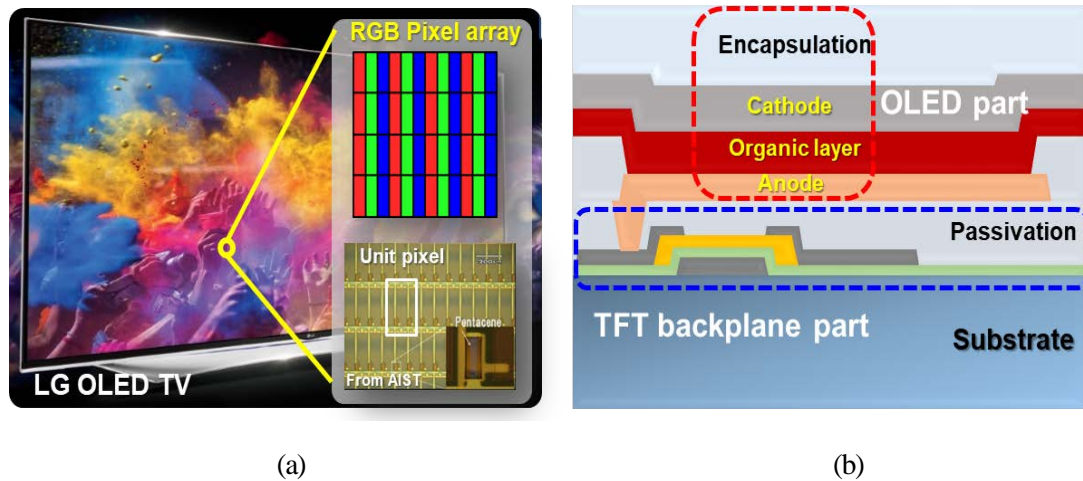 RGB Pixel array
Unit pixel
Pentacene
From AIST
LG OLED TV
Encapsulation
Cathode
OLED part
Organic layer
Anode
Passivation
TFT backplane part
Substrate
(a)
(b)